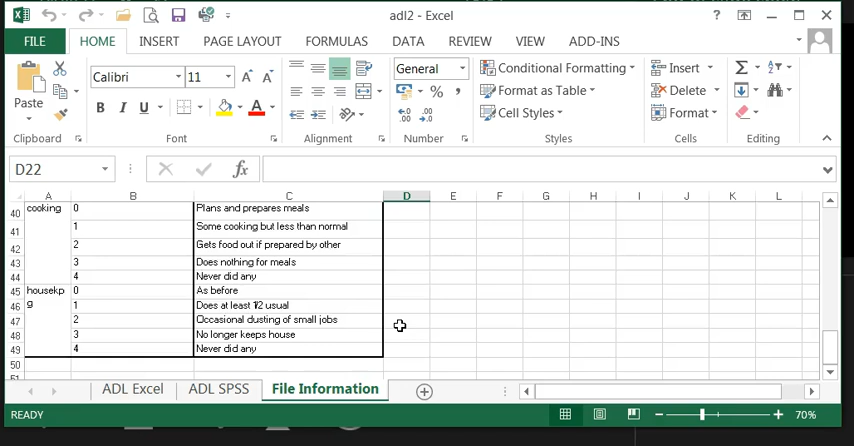 adl2 - Excel
FILE HOME INSERT PAGE LAYOUT FORMULAS DATA REVIEW VIEW ADD-INS
Paste
Calibri 11
B I U A
General
$ % ,
Conditional Formatting
Format as Table
Cell Styles
Insert
Delete
Format
Clipboard Font Alignment Number Styles Cells Editing
D22 fx
A B C D E F G H I J K L
40 cooking 0 Plans and prepares meals
41 1 Some cooking but less than normal
42 2 Gets food out if prepared by other
43 3 Does nothing for meals
44 4 Never did any
45 housekp 0 As before
46 g 1 Does at least 1/2 usual
47 2 Occasional dusting of small jobs
48 3 No longer keeps house
49 4 Never did any
50
51
ADL Excel ADL SPSS File Information
READY 70%